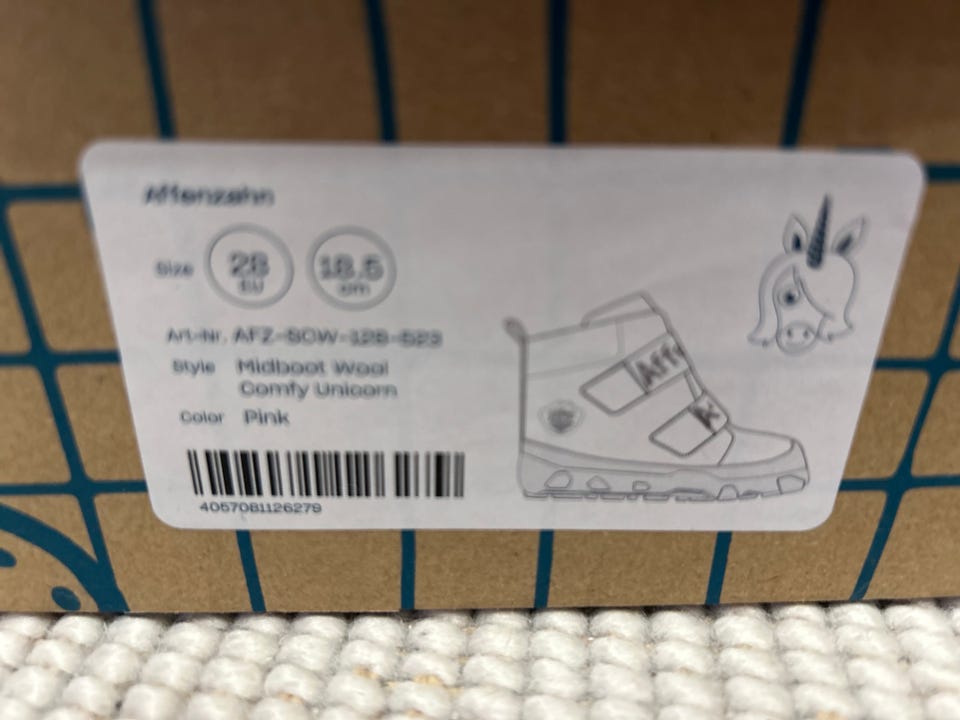 Affenzahn
Size 28 EU 18.5 cm
Art-Nr. AFZ-SOW-128-523
Style Midboot Wool
Comfy Unicorn
Color Pink
4057081126279
Affe
A